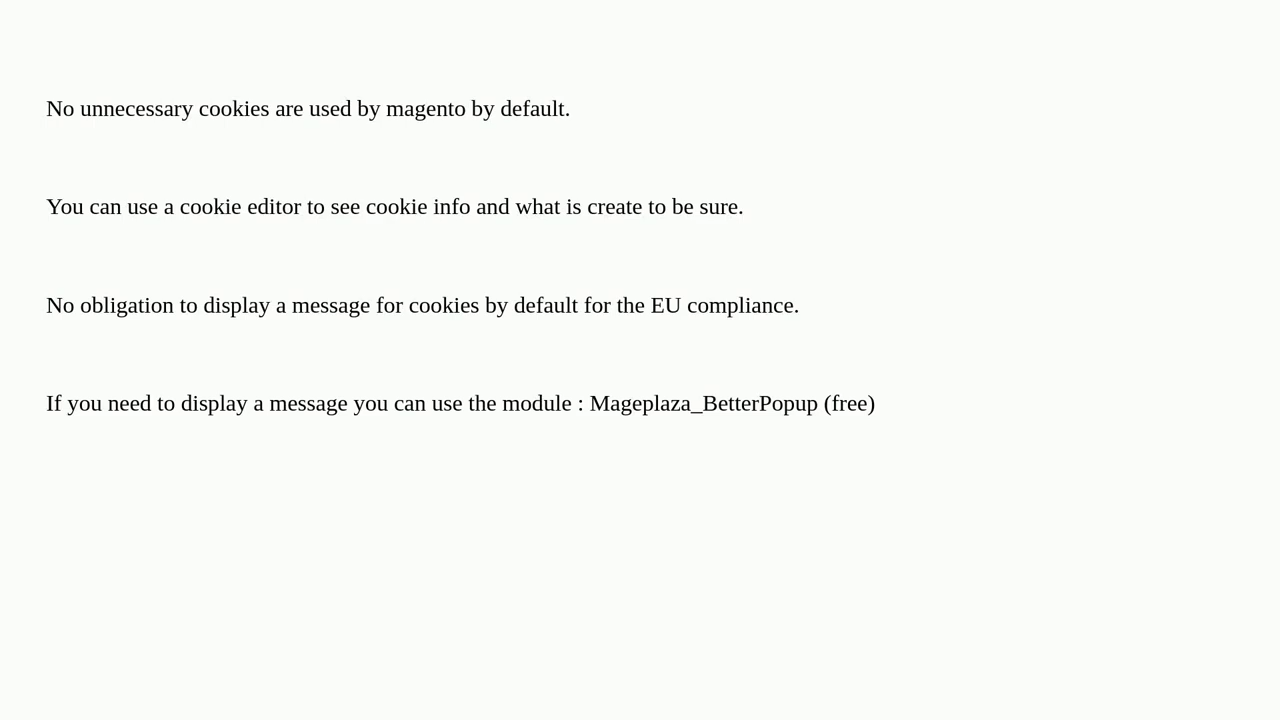 No unnecessary cookies are used by magento by default.
You can use a cookie editor to see cookie info and what is create to be sure.
No obligation to display a message for cookies by default for the EU compliance.
If you need to display a message you can use the module : Mageplaza_BetterPopup (free)